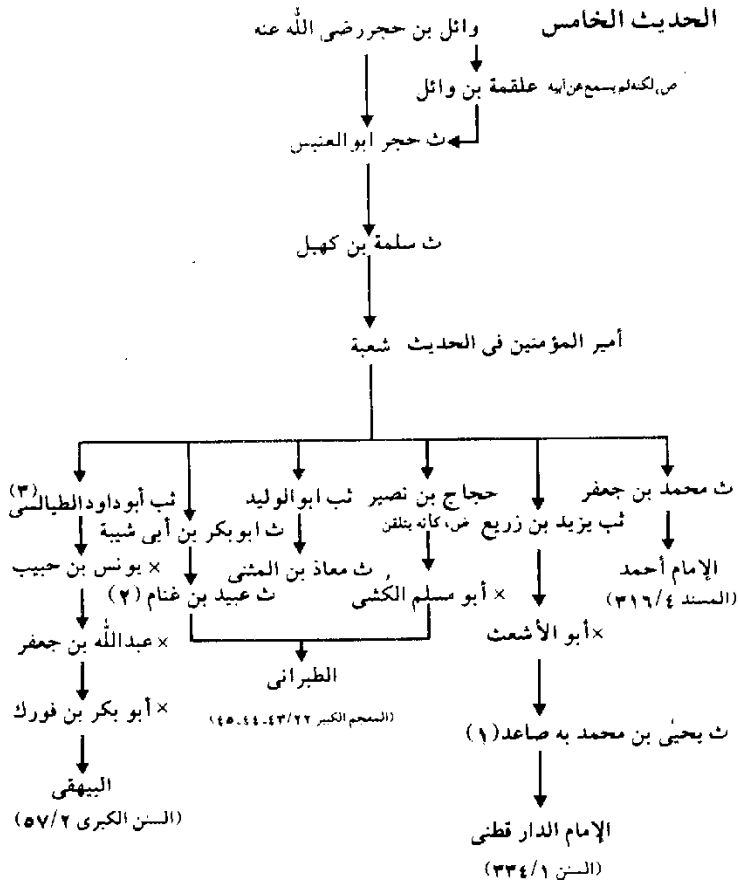 الحديث الخامس
وائل بن حجر رضى الله عنه
علقمة بن وائل ص، لكنه لم يسمع عن أبيه
ث حجر ابو العنبس
ث سلمة بن كهيل
أمير المؤمنين فى الحديث شعبة
ث محمد بن جعفر
الإمام أحمد
(المسند ٣١٦/٤)
ثب يزيد بن زريع
×أبو الأشعث
ث يحيىٰ بن محمد به صاعد(١)
الإمام الدار قطنى
(السنن ٣٣٤/١)
حجاج بن نصير
ض، كانه يتلقن
× أبو مسلم الكُشى
ثب ابو الوليد
ث معاذ بن المثنى
ث ابو بكر بن أبى شيبة
ث عبيد بن غنام (٢)
الطبرانى
(المعجم الكبير ٤٣/٢٢-٤٤-٤٥)
ثب أبو داود الطيالسى (٣)
× يونس بن حبيب
×عبدالله بن جعفر
×أبو بكر بن فورك
البيهقى
(السنن الكبرى ٥٧/٢)